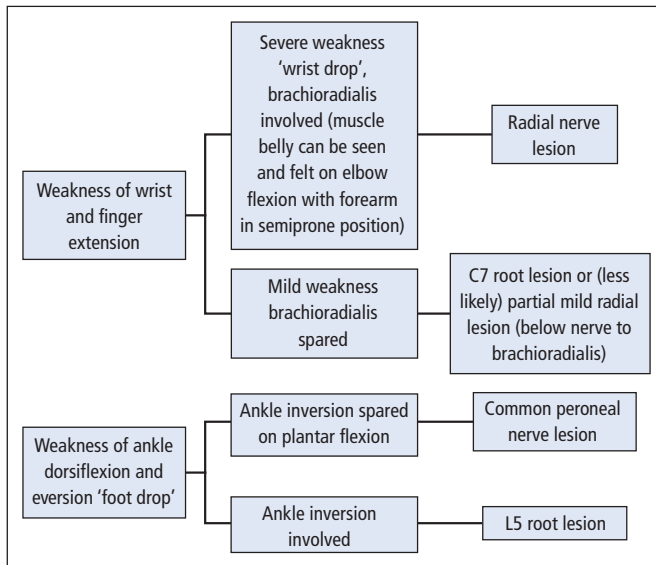 Weakness of wrist
and finger
extension
Severe weakness
‘wrist drop’,
brachioradialis
involved (muscle
belly can be seen
and felt on elbow
flexion with forearm
in semiprone position)
Radial nerve
lesion
Mild weakness
brachioradialis
spared
C7 root lesion or (less
likely) partial mild radial
lesion (below nerve to
brachioradialis)
Weakness of ankle
dorsiflexion and
eversion ‘foot drop’
Ankle inversion spared
on plantar flexion
Common peroneal
nerve lesion
Ankle inversion
involved
L5 root lesion